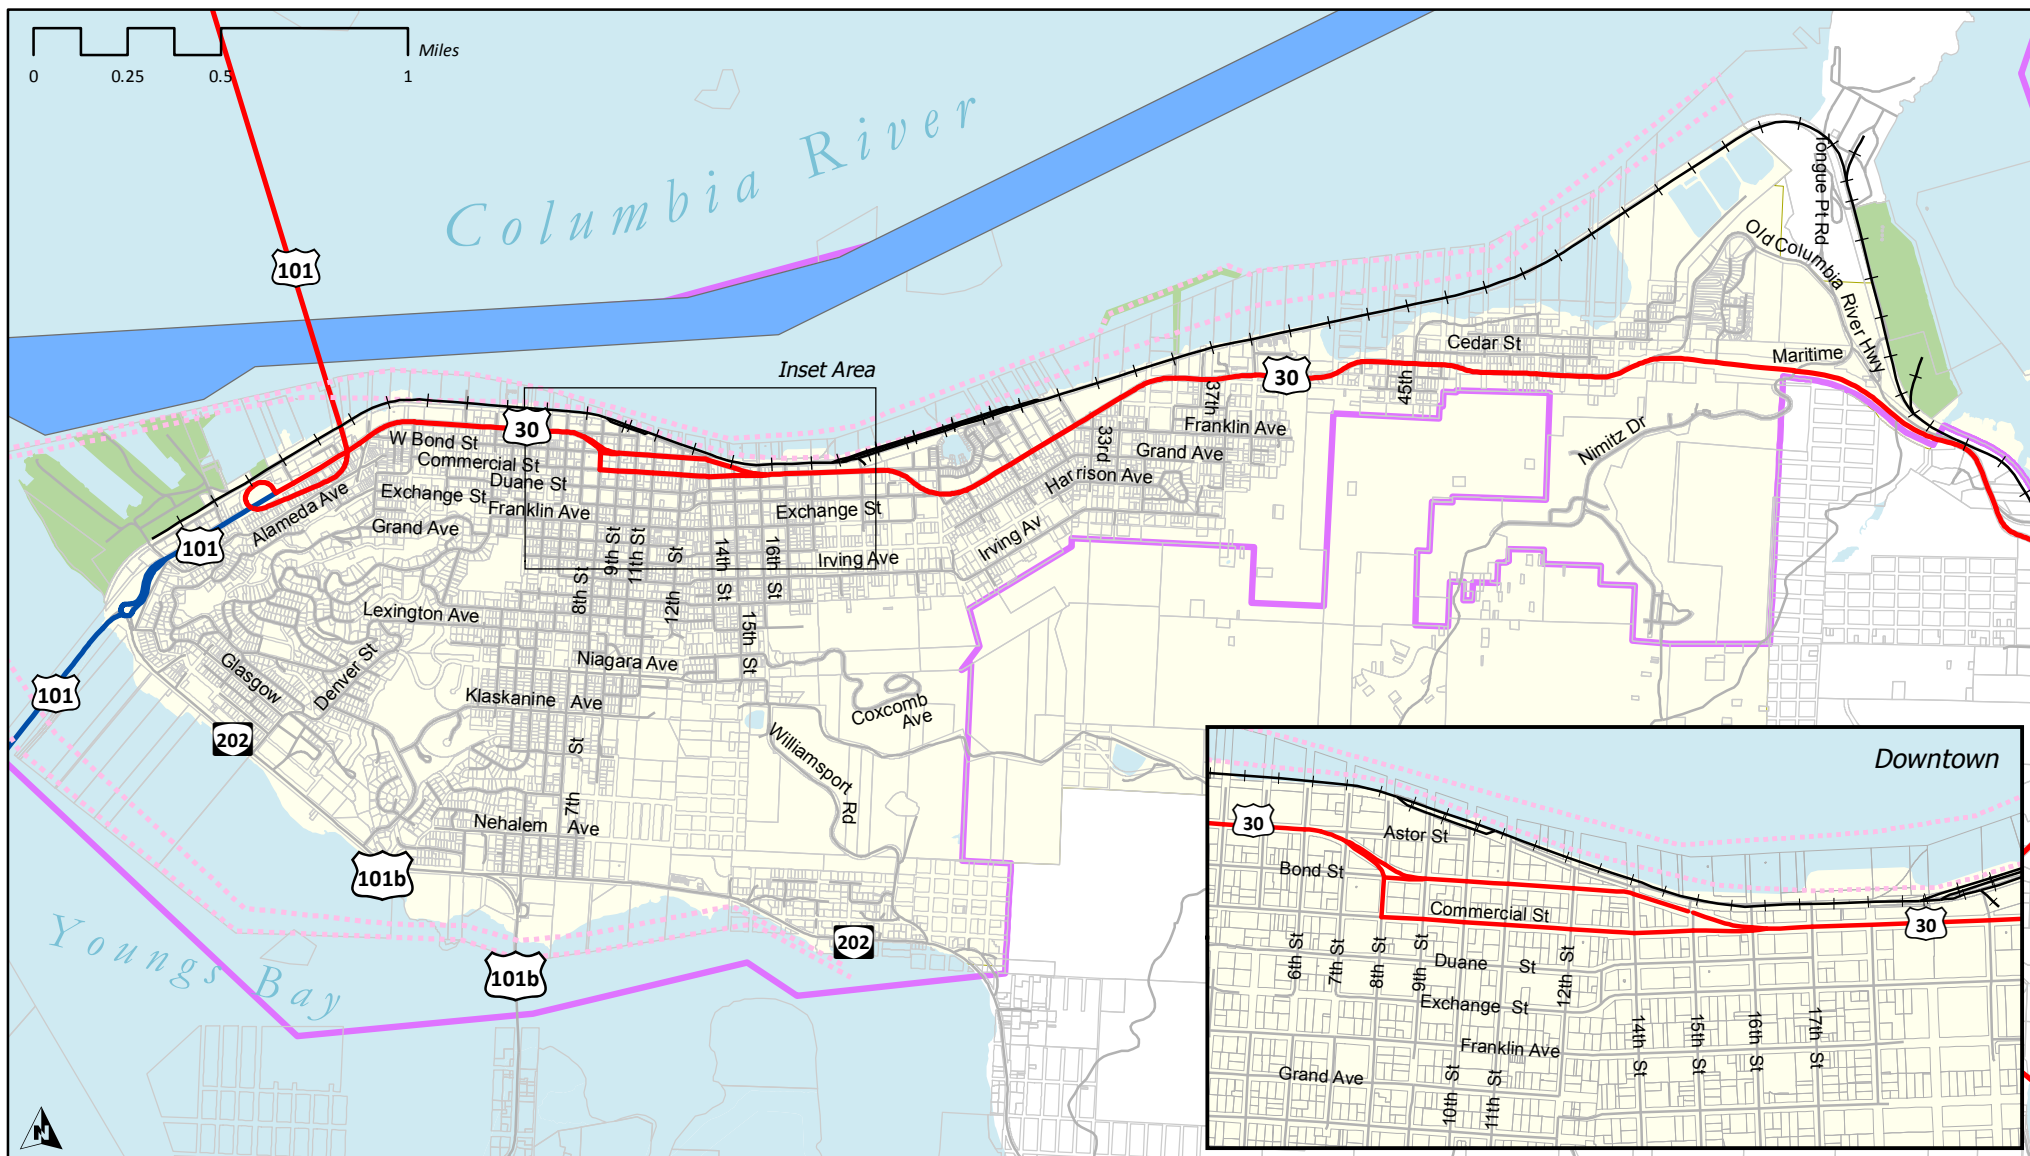 Miles
0 0.25 0.5 1
Columbia River
101
Tongue Pt Rd
Old Columbia River Hwy
Inset Area
Cedar St
Maritime
30
30
37th
45th
W Bond St
Commercial St
Duane St
Exchange St
Franklin Ave
Grand Ave
Alameda Ave
101
33rd
Franklin Ave
Grand Ave
Harrison Ave
Nimitz Dr
Exchange St
Irving Av
Irving Ave
8th St
9th St
11th St
12th St
14th St
16th St
15th St
Lexington Ave
Niagara Ave
Glasgow
Denver St
101
Klaskanine Ave
Coxcomb
Ave
202
Williamsport Rd
7th St
Nehalem Ave
101b
202
101b
Youngs Bay
N
Downtown
30
Astor St
Bond St
Commercial St
30
6th St
7th St
8th St
9th St
Duane St
12th St
Exchange St
14th St
15th St
16th St
17th St
Franklin Ave
Grand Ave
10th St
11th St